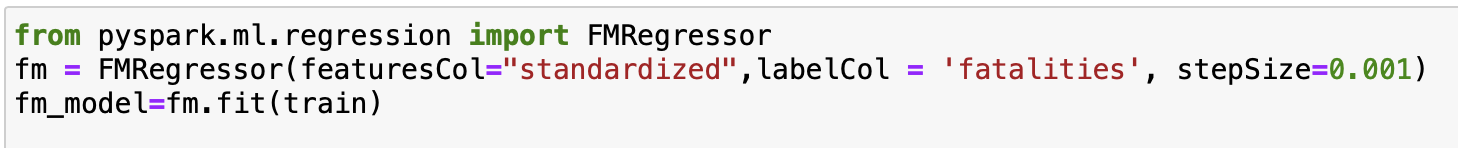 from pyspark.ml.regression import FMRegressor
fm = FMRegressor(featuresCol="standardized",labelCol = 'fatalities', stepSize=0.001)
fm_model=fm.fit(train)